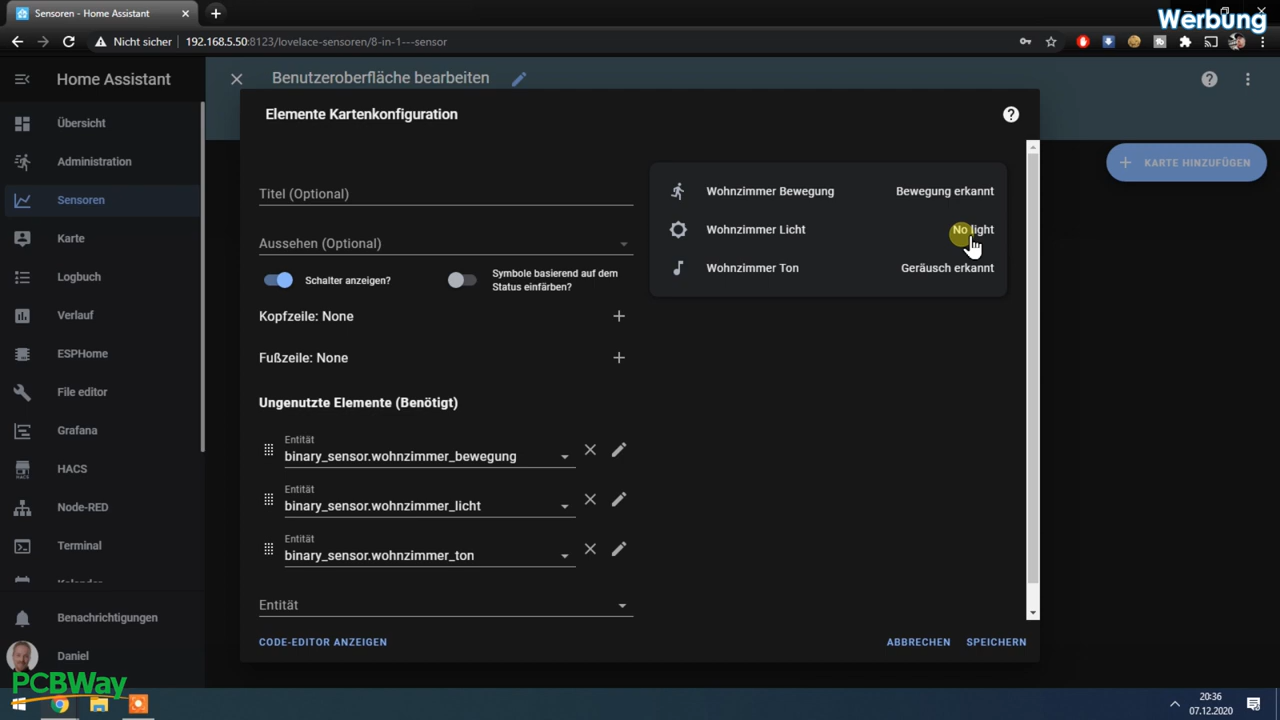 Sensoren - Home Assistant
Werbung
Nicht sicher
192.168.5.50:8123/lovelace-sensoren/8-in-1---sensor
Home Assistant
Benutzeroberfläche bearbeiten
Elemente Kartenkonfiguration
Übersicht
KARTE HINZUFÜGEN
Administration
Titel (Optional)
Wohnzimmer Bewegung
Bewegung erkannt
Sensoren
Wohnzimmer Licht
No light
Karte
Aussehen (Optional)
Wohnzimmer Ton
Geräusch erkannt
Logbuch
Schalter anzeigen?
Symbole basierend auf dem
Status einfärben?
Verlauf
Kopfzeile: None
ESPHome
Fußzeile: None
File editor
Ungenutzte Elemente (Benötigt)
Grafana
Entität
binary_sensor.wohnzimmer_bewegung
HACS
HACS
Entität
binary_sensor.wohnzimmer_licht
Node-RED
Entität
binary_sensor.wohnzimmer_ton
Terminal
Kalender
Entität
Benachrichtigungen
CODE-EDITOR ANZEIGEN
ABBRECHEN
SPEICHERN
Daniel
PCBWay
20:36
07.12.2020